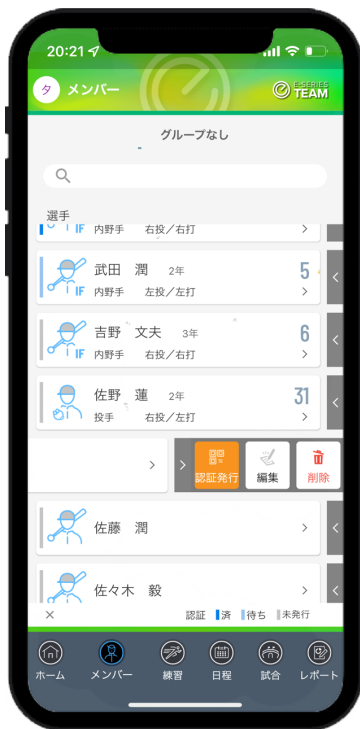 20:21
タ メンバー
E-SERIES
TEAM
グループなし
選手
IF 内野手 右投／右打 >
武田 潤 2年 5
IF 内野手 左投／左打 >
吉野 文夫 3年 6
IF 内野手 右投／右打 >
佐野 蓮 2年 31
投手 右投／右打 >
認証発行 編集 削除
佐藤 潤
佐々木 毅
× 認証 済 待ち 未発行
ホーム メンバー 練習 日程 試合 レポート